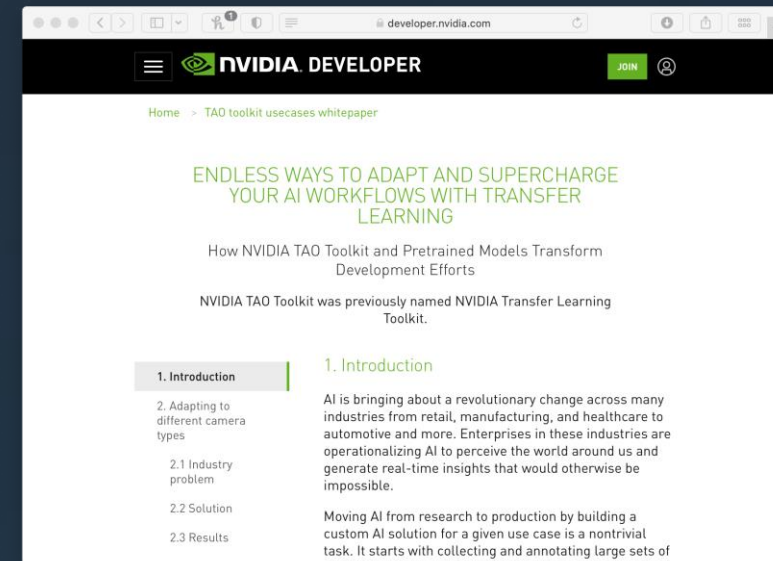 1
developer.nvidia.com
NVIDIA. DEVELOPER
JOIN
Home > TAO toolkit usecases whitepaper
ENDLESS WAYS TO ADAPT AND SUPERCHARGE
YOUR AI WORKFLOWS WITH TRANSFER
LEARNING
How NVIDIA TAO Toolkit and Pretrained Models Transform
Development Efforts
NVIDIA TAO Toolkit was previously named NVIDIA Transfer Learning
Toolkit.
1. Introduction
2. Adapting to
different camera
types
2.1 Industry
problem
2.2 Solution
2.3 Results
1. Introduction
AI is bringing about a revolutionary change across many
industries from retail, manufacturing, and healthcare to
automotive and more. Enterprises in these industries are
operationalizing AI to perceive the world around us and
generate real-time insights that would otherwise be
impossible.
Moving AI from research to production by building a
custom AI solution for a given use case is a nontrivial
task. It starts with collecting and annotating large sets of